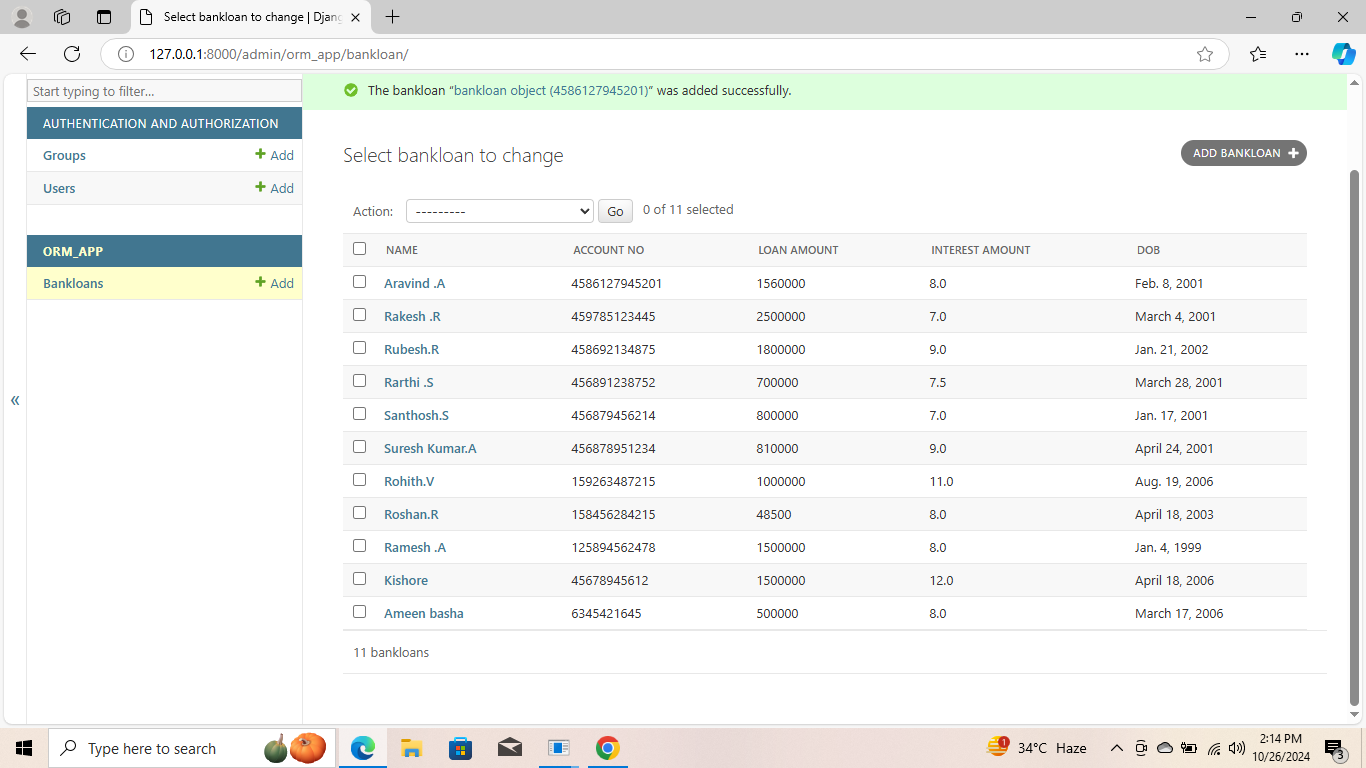 Select bankloan to change | Djang
127.0.0.1:8000/admin/orm_app/bankloan/
Start typing to filter...
The bankloan “bankloan object (4586127945201)” was added successfully.
AUTHENTICATION AND AUTHORIZATION
Groups + Add
Users + Add
ORM_APP
Bankloans + Add
«
Select bankloan to change
ADD BANKLOAN +
Action: --------- Go 0 of 11 selected
NAME ACCOUNT NO LOAN AMOUNT INTEREST AMOUNT DOB
Aravind .A 4586127945201 1560000 8.0 Feb. 8, 2001
Rakesh .R 459785123445 2500000 7.0 March 4, 2001
Rubesh.R 458692134875 1800000 9.0 Jan. 21, 2002
Rarthi .S 456891238752 700000 7.5 March 28, 2001
Santhosh.S 456879456214 800000 7.0 Jan. 17, 2001
Suresh Kumar.A 456878951234 810000 9.0 April 24, 2001
Rohith.V 159263487215 1000000 11.0 Aug. 19, 2006
Roshan.R 158456284215 48500 8.0 April 18, 2003
Ramesh .A 125894562478 1500000 8.0 Jan. 4, 1999
Kishore 45678945612 1500000 12.0 April 18, 2006
Ameen basha 6345421645 500000 8.0 March 17, 2006
11 bankloans
Type here to search
1
34°C Haze
2:14 PM
10/26/2024
3